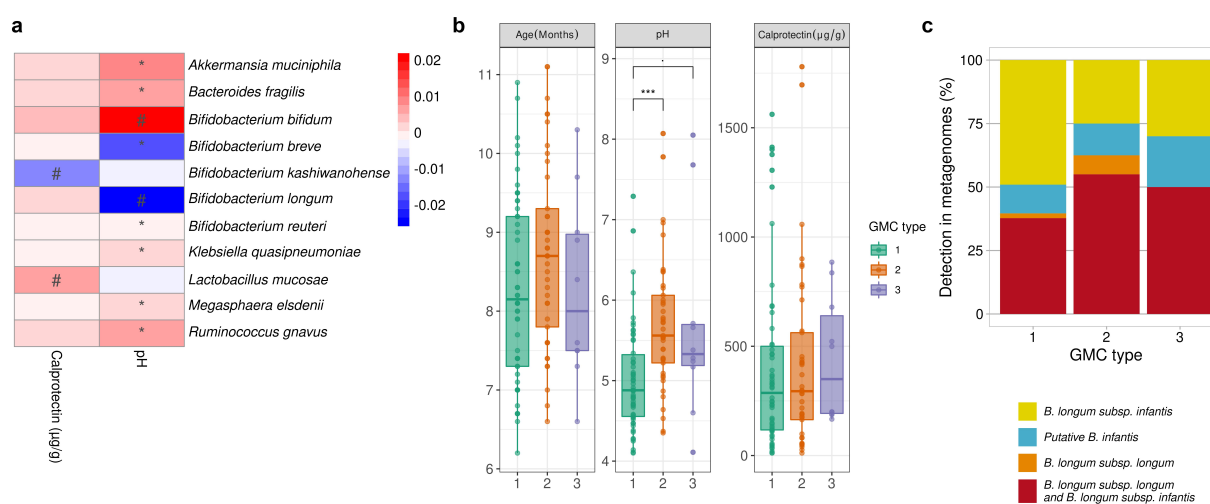 a
0.02
0.01
0
-0.01
-0.02
Akkermansia muciniphila
Bacteroides fragilis
Bifidobacterium bifidum
Bifidobacterium breve
Bifidobacterium kashiwanohense
Bifidobacterium longum
Bifidobacterium reuteri
Klebsiella quasipneumoniae
Lactobacillus mucosae
Megasphaera elsdenii
Ruminococcus gnavus
*
*
#
*
#
#
*
*
#
*
*
Calprotectin (µg/g)
pH
b
Age(Months)
11
10
9
8
7
6
1 2 3
pH
9
8
7
6
5
4
.
***
1 2 3
Calprotectin(µg/g)
1500
1000
500
0
1 2 3
GMC type
1
2
3
c
Detection in metagenomes (%)
100
75
50
25
0
1 2 3
GMC type
B. longum subsp. infantis
Putative B. infantis
B. longum subsp. longum
B. longum subsp. longum
and B. longum subsp. infantis